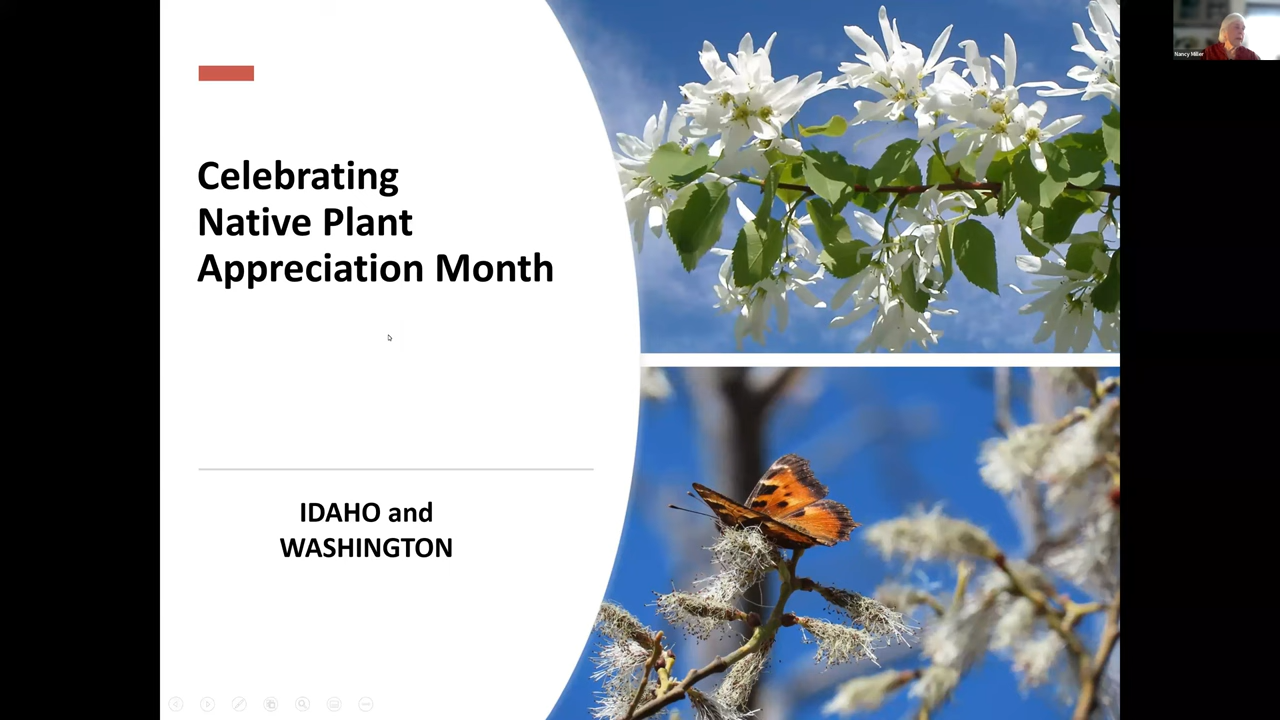 Celebrating
Native Plant
Appreciation Month
IDAHO and
WASHINGTON
Nancy Miller